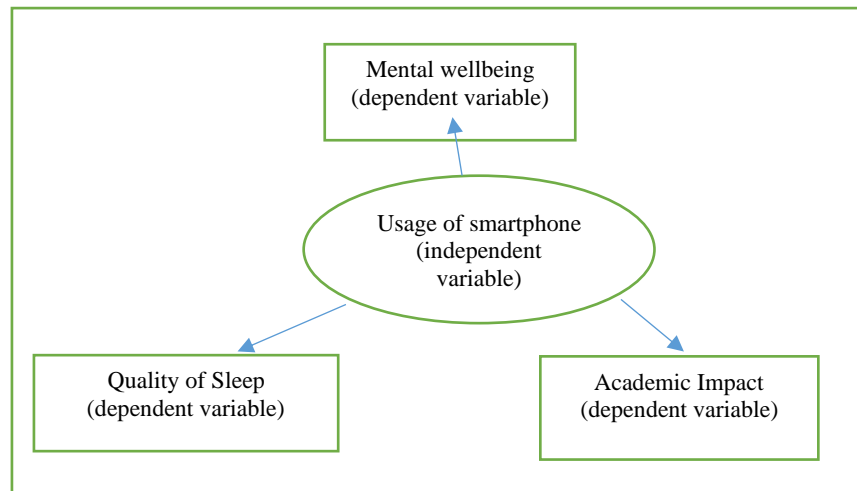 Mental wellbeing
(dependent variable)
Usage of smartphone
(independent
variable)
Quality of Sleep
(dependent variable)
Academic Impact
(dependent variable)